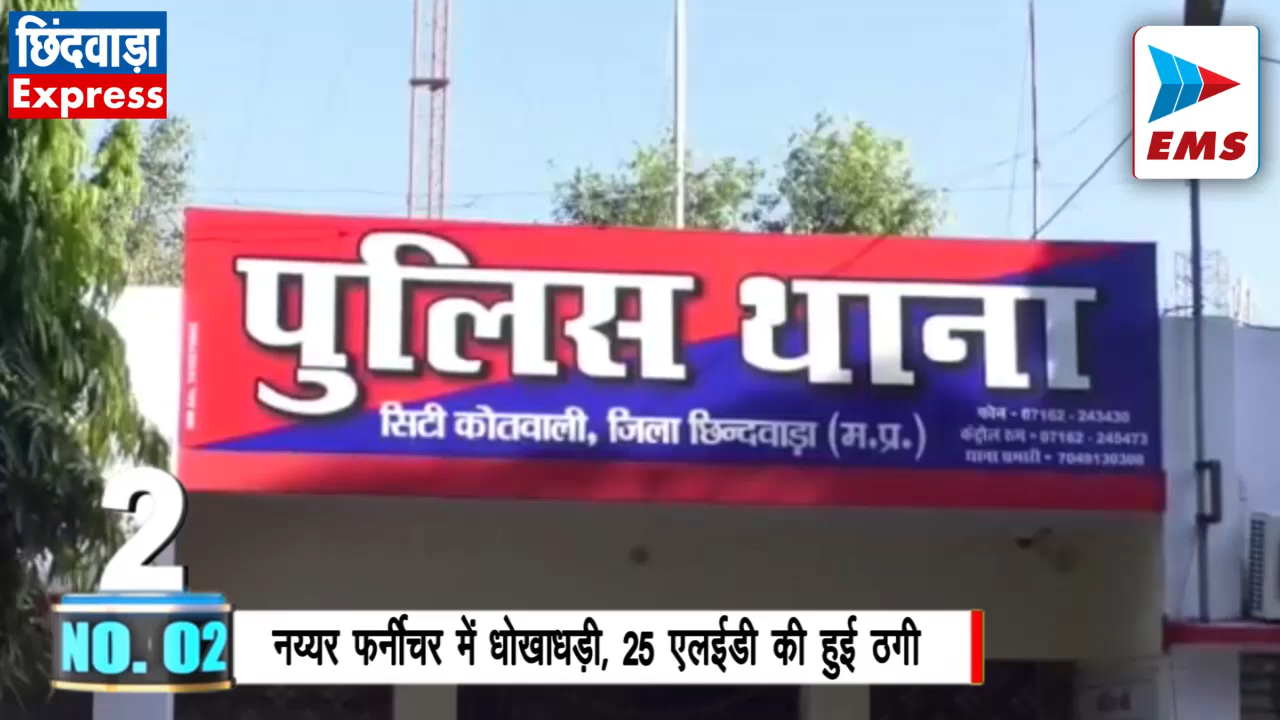 छिंदवाड़ा
Express
EMS
पुलिस थाना
सिटी कोतवाली, जिला छिन्दवाड़ा (म.प्र.)
फोन - 07162 - 243430
कंट्रोल रुम - 07162 - 245473
थाना प्रभारी - 7049130308
2
NO. 02
नय्यर फर्नीचर में धोखाधड़ी, 25 एलईडी की हुई ठगी